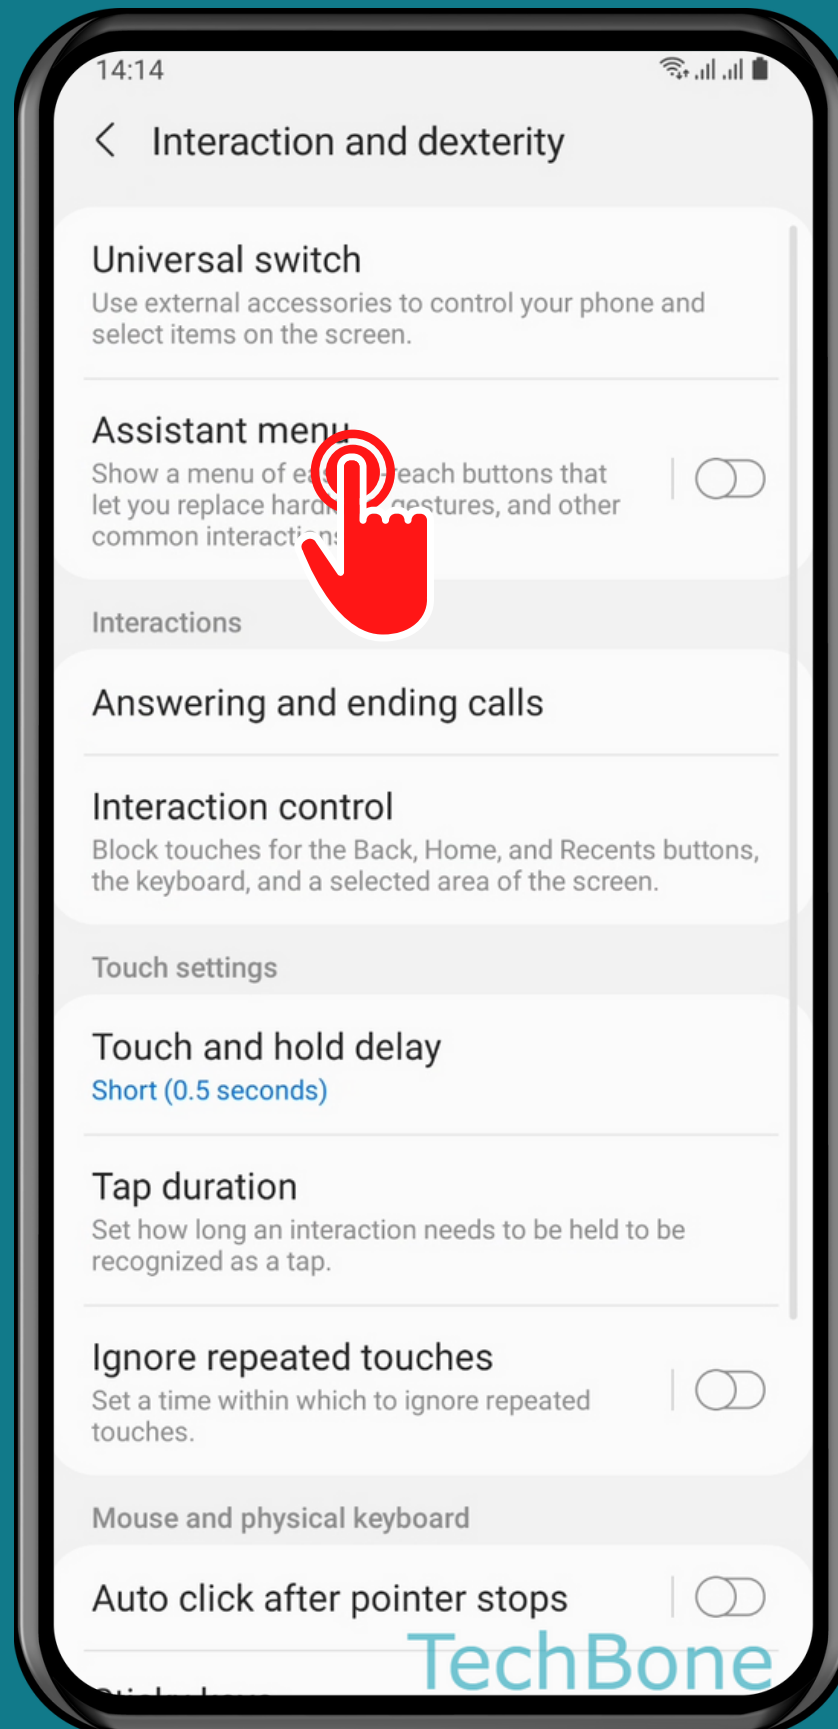 14:14
Interaction and dexterity
Universal switch
Use external accessories to control your phone and
select items on the screen.
Assistant menu
Show a menu of reach buttons that
let you replace gestures, and other
common
Interactions
Answering and ending calls
Interaction control
Block touches for the Back, Home, and Recents buttons,
the keyboard, and a selected area of the screen.
Touch settings
Touch and hold delay
Short (0.5 seconds)
Tap duration
Set how long an interaction needs to be held to be
recognized as a tap.
Ignore repeated touches
Set a time within which to ignore repeated
touches.
Mouse and physical keyboard
Auto click after pointer stops
TechBone